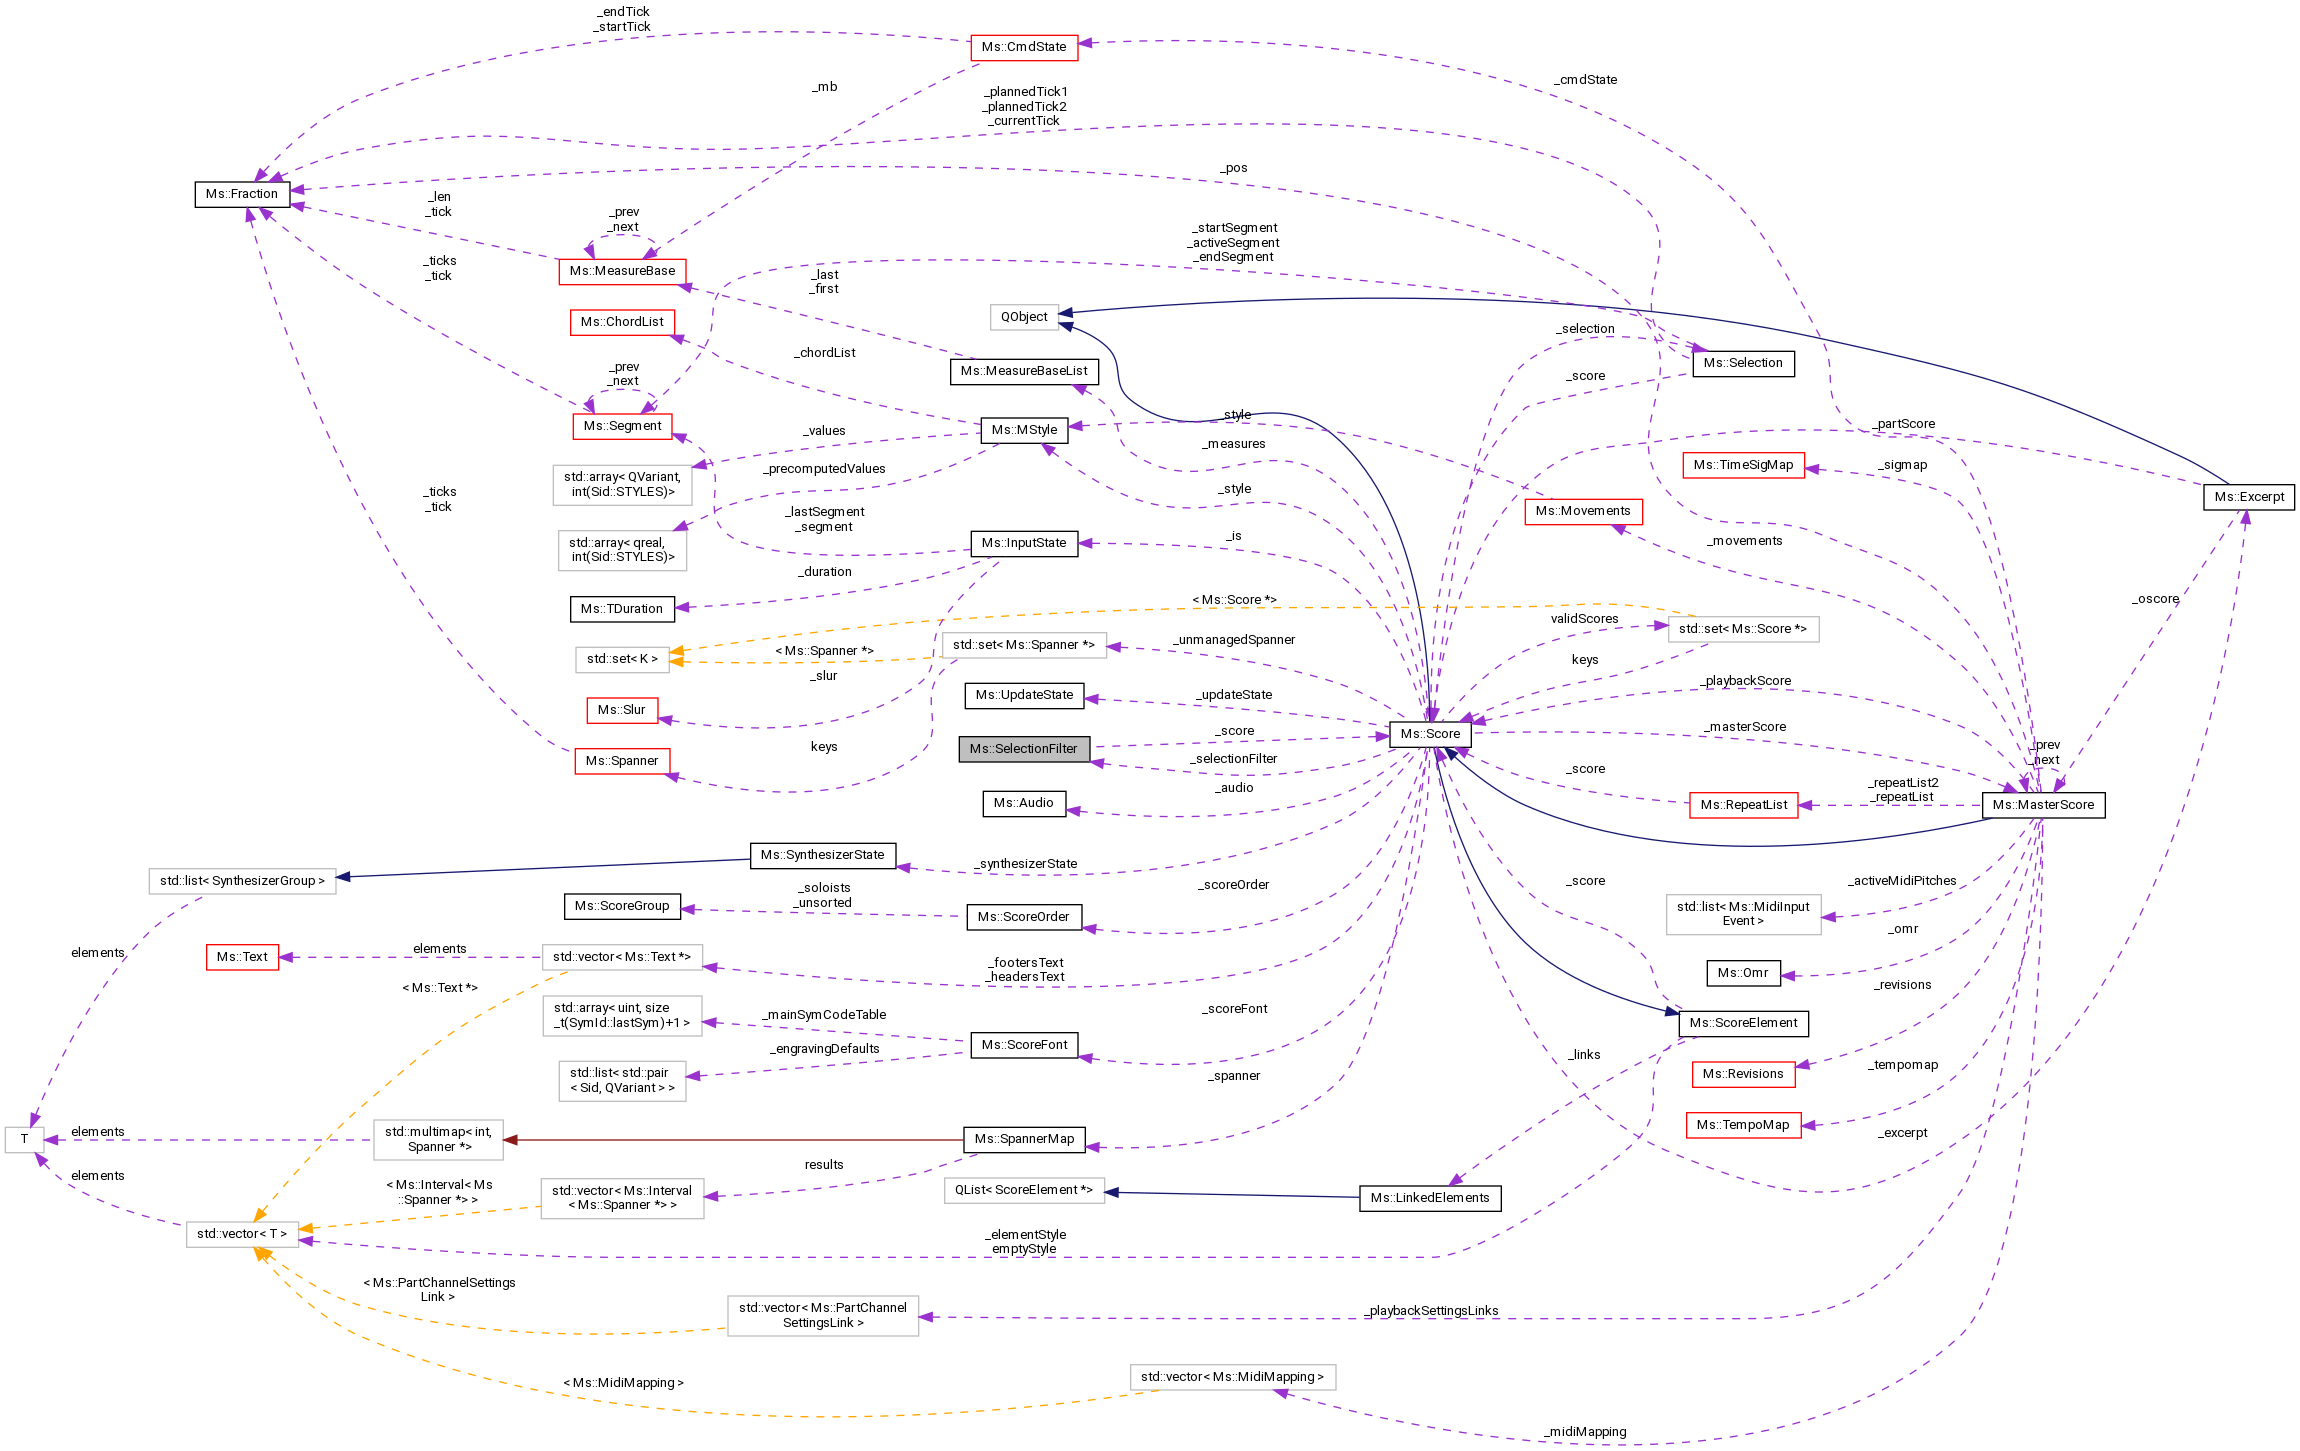 _endTick
_startTick
Ms::CmdState
_cmdState
_mb
_plannedTick1
_plannedTick2
_currentTick
_pos
Ms::Fraction
_len
_tick
_prev
_next
_startSegment
_activeSegment
_endSegment
Ms::MeasureBase
_ticks
_tick
_last
_first
QObject
Ms::ChordList
_selection
_chordList
Ms::MeasureBaseList
Ms::Selection
_prev
_next
_score
Ms::Segment
_style
Ms::MStyle
_values
_measures
_partScore
Ms::TimeSigMap
_sigmap
std::array< QVariant,
int(Sid::STYLES)>
_precomputedValues
_style
Ms::Excerpt
_ticks
_tick
_lastSegment
_segment
Ms::Movements
std::array< qreal,
int(Sid::STYLES)>
Ms::InputState
_is
_movements
_duration
Ms::TDuration
< Ms::Score *>
_oscore
validScores
std::set< Ms::Score *>
std::set< K >
< Ms::Spanner *>
std::set< Ms::Spanner *>
_unmanagedSpanner
keys
_slur
Ms::UpdateState
_updateState
_playbackScore
Ms::Slur
Ms::SelectionFilter
_score
Ms::Score
_masterScore
keys
Ms::Spanner
_selectionFilter
_prev
_next
_score
_audio
Ms::Audio
Ms::RepeatList
_repeatList2
_repeatList
Ms::MasterScore
Ms::SynthesizerState
_synthesizerState
std::list< SynthesizerGroup >
_soloists
_unsorted
_scoreOrder
_score
_activeMidiPitches
Ms::ScoreGroup
Ms::ScoreOrder
std::list< Ms::MidiInput
Event >
elements
elements
Ms::Text
std::vector< Ms::Text *>
_footersText
_headersText
_omr
Ms::Omr
< Ms::Text *>
std::array< uint, size
_t(SymId::lastSym)+1 >
_mainSymCodeTable
_scoreFont
_revisions
Ms::ScoreElement
Ms::ScoreFont
_engravingDefaults
std::list< std::pair
< Sid, QVariant > >
_spanner
_links
_tempomap
Ms::Revisions
Ms::TempoMap
T
elements
std::multimap< int,
Spanner *>
Ms::SpannerMap
_excerpt
elements
results
< Ms::Interval< Ms
::Spanner *> >
std::vector< Ms::Interval
< Ms::Spanner *> >
QList< ScoreElement *>
Ms::LinkedElements
std::vector< T >
_elementStyle
emptyStyle
< Ms::PartChannelSettings
Link >
std::vector< Ms::PartChannel
SettingsLink >
_playbackSettingsLinks
< Ms::MidiMapping >
std::vector< Ms::MidiMapping >
_midiMapping